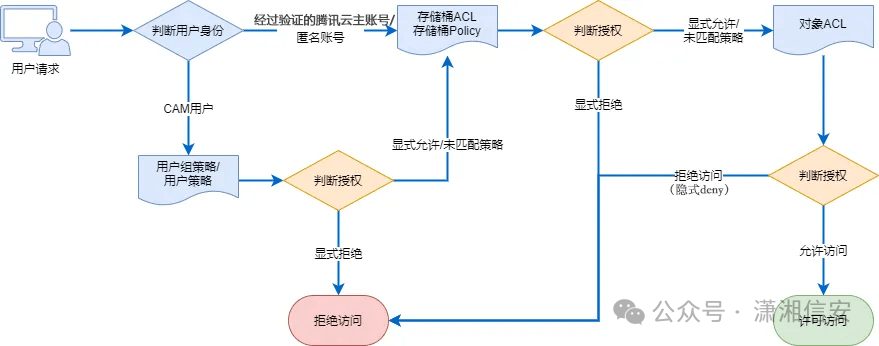 用户请求
判断用户身份
经过验证的腾讯云主账号/
匿名账号
存储桶ACL
存储桶Policy
判断授权
显式允许/
未匹配策略
对象ACL
显式拒绝
CAM用户
用户组策略/
用户策略
判断授权
显式允许/未匹配策略
拒绝访问
（隐式deny）
判断授权
显式拒绝
允许访问
拒绝访问
许可访问
公众号 · 潇湘信安